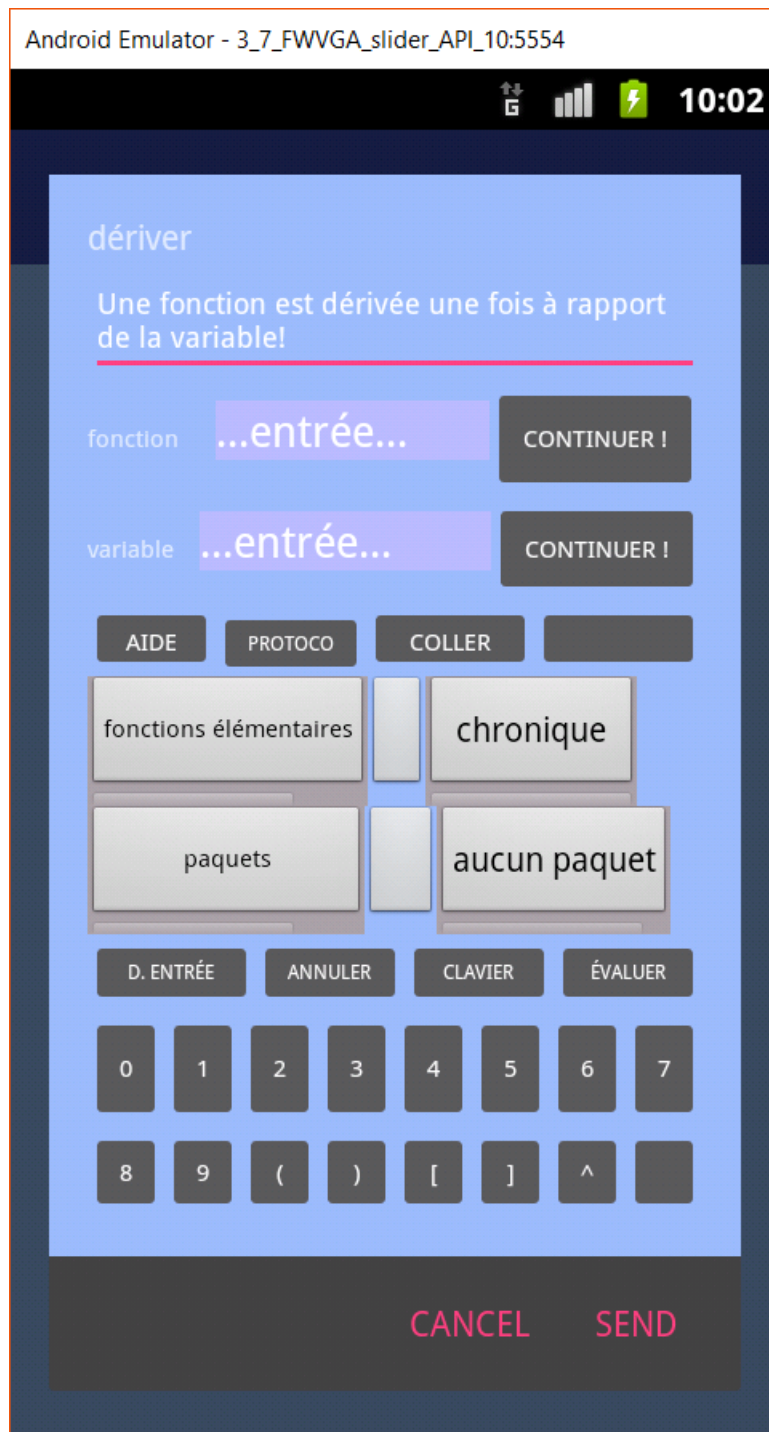 Android Emulator - 3_7_FWVGA_slider_API_10:5554
G 10:02
dériver
Une fonction est dérivée une fois à rapport
de la variable!
fonction ...entrée... CONTINUER !
variable ...entrée... CONTINUER !
AIDE PROTOCO COLLER
fonctions élémentaires chronique
paquets aucun paquet
D. ENTRÉE ANNULER CLAVIER ÉVALUER
0 1 2 3 4 5 6 7
8 9 ( ) [ ] ^
CANCEL SEND